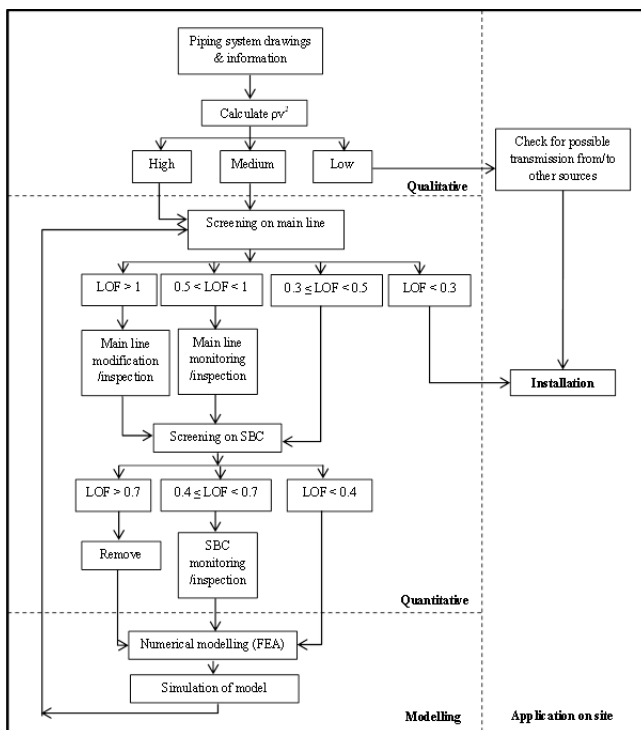 Piping system drawings
& information
Calculate ρv²
High
Medium
Low
Check for possible
transmission from/to
other sources
Qualitative
Screening on main line
LOF > 1
0.5 < LOF < 1
0.3 ≤ LOF < 0.5
LOF < 0.3
Main line
modification
/inspection
Main line
monitoring
/inspection
Installation
Screening on SBC
LOF > 0.7
0.4 ≤ LOF < 0.7
LOF < 0.4
Remove
SBC
monitoring
/inspection
Quantitative
Numerical modelling (FEA)
Simulation of model
Modelling
Application on site